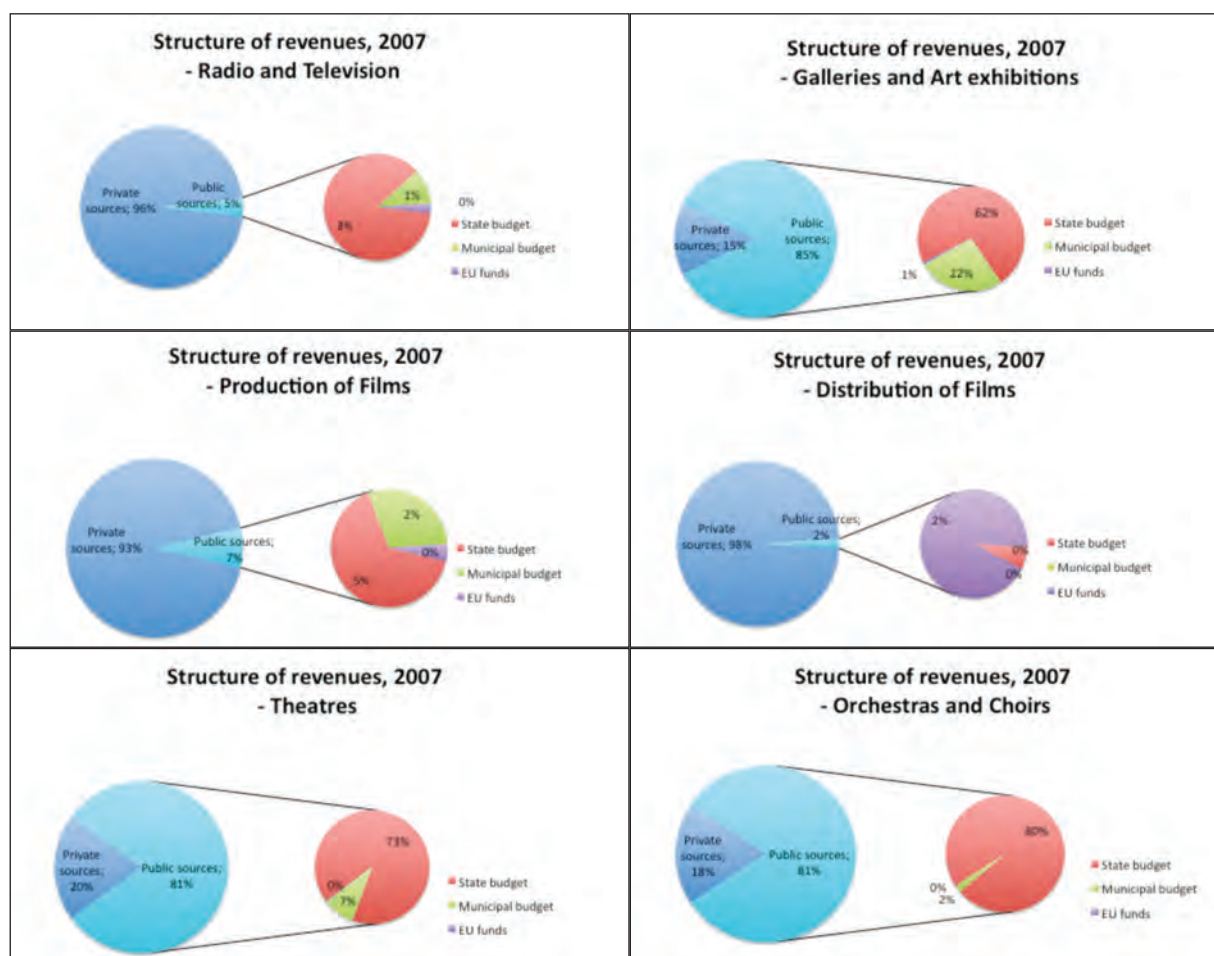 Structure of revenues, 2007
- Radio and Television
Private
sources; 96%
Public
sources; 5%
1%
0%
State budget
Municipal budget
EU funds
Structure of revenues, 2007
- Galleries and Art exhibitions
Private
sources; 15%
Public
sources;
85%
62%
1%
22%
State budget
Municipal budget
EU funds
Structure of revenues, 2007
- Production of Films
Private
sources; 93%
Public sources;
7%
2%
0%
5%
State budget
Municipal budget
EU funds
Structure of revenues, 2007
- Distribution of Films
Private
sources; 98%
Public sources;
2%
2%
0%
0%
State budget
Municipal budget
EU funds
Structure of revenues, 2007
- Theatres
Private
sources;
20%
Public sources;
81%
73%
0%
7%
State budget
Municipal budget
EU funds
Structure of revenues, 2007
- Orchestras and Choirs
Private
sources;
18%
Public sources;
81%
80%
0%
2%
State budget
Municipal budget
EU funds